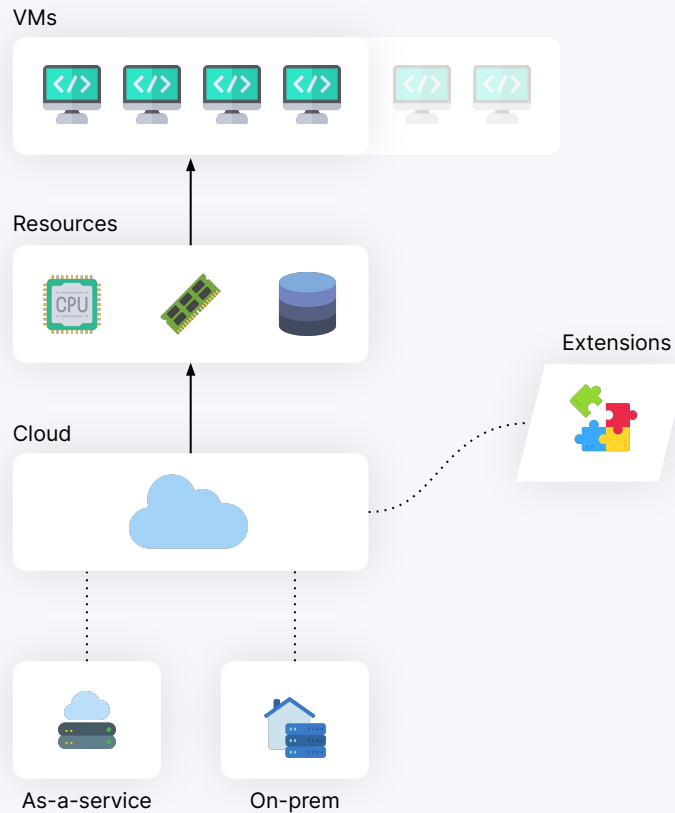 VMs
</>
</>
</>
</>
</>
</>
Resources
CPU
Extensions
Cloud
As-a-service
On-prem